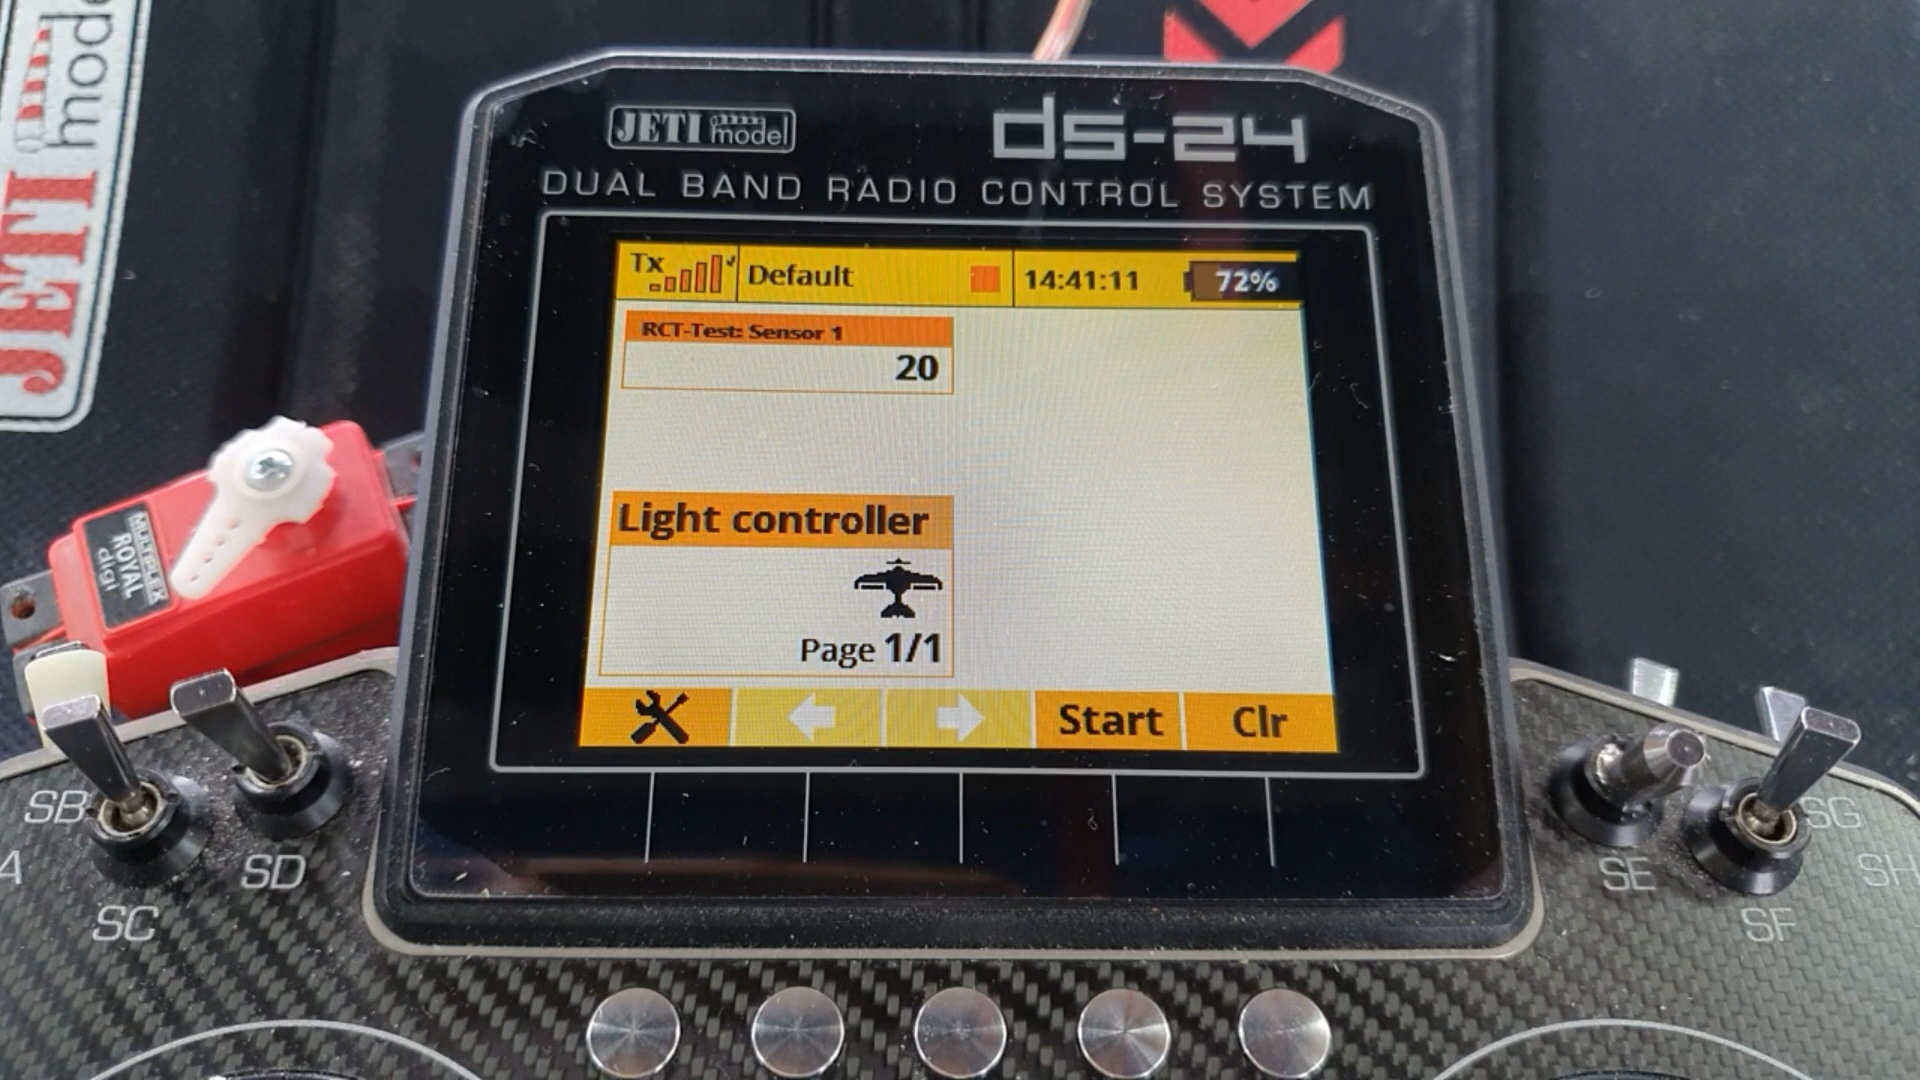 JETI model
JETI model
ds-24
DUAL BAND RADIO CONTROL SYSTEM
Tx
Default
14:41:11
72%
RCT-Test: Sensor 1
20
Light controller
Page 1/1
Start
Clr
MULTIPLEX
ROYAL
digi
SB
A
SC
SD
SE
SF
SG
SH